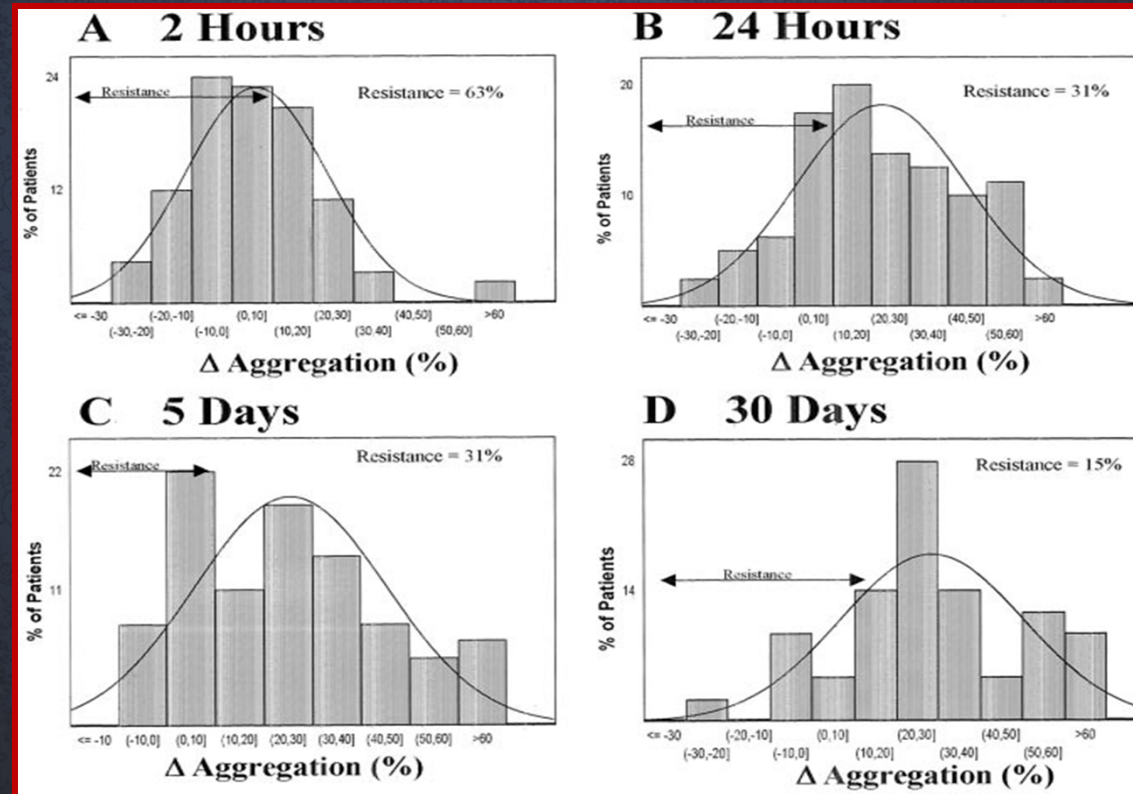 A 2 Hours
24
Resistance
Resistance = 63%
12
% of Patients
<= -30 (-20,-10] (0,10] (20,30] (40,50] >60
(-30,-20] (-10,0] (10,20] (30.40] (50,60]
Δ Aggregation (%)
B 24 Hours
20
Resistance = 31%
Resistance
10
% of Patients
<= -30 (-20.-10] (0,10] (20.30] (40,50] >60
(-30,-20] (-10,0] (10,20] (30,40] (50,60]
Δ Aggregation (%)
C 5 Days
Resistance = 31%
22
Resistance
11
% of Patients
<= -10 (-10,0] (0,10] (10,20] (20,30] (30,40] (40,50] (50,60] >60
Δ Aggregation (%)
D 30 Days
28
Resistance = 15%
Resistance
14
% of Patients
<= -30 (-20,-10] (0,10] (20,30] (40,50] >60
(-30,-20] (-10,0] (10,20] (30,40] (50,60]
Δ Aggregation (%)